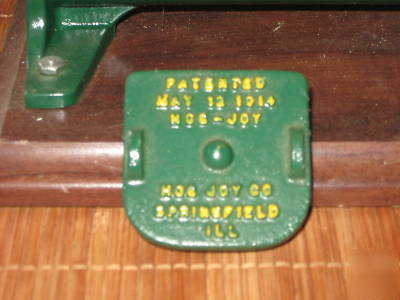 PATENTED
MAY 12 1914
HOG-JOY
HOG JOY CO
SPRINGFIELD
ILL